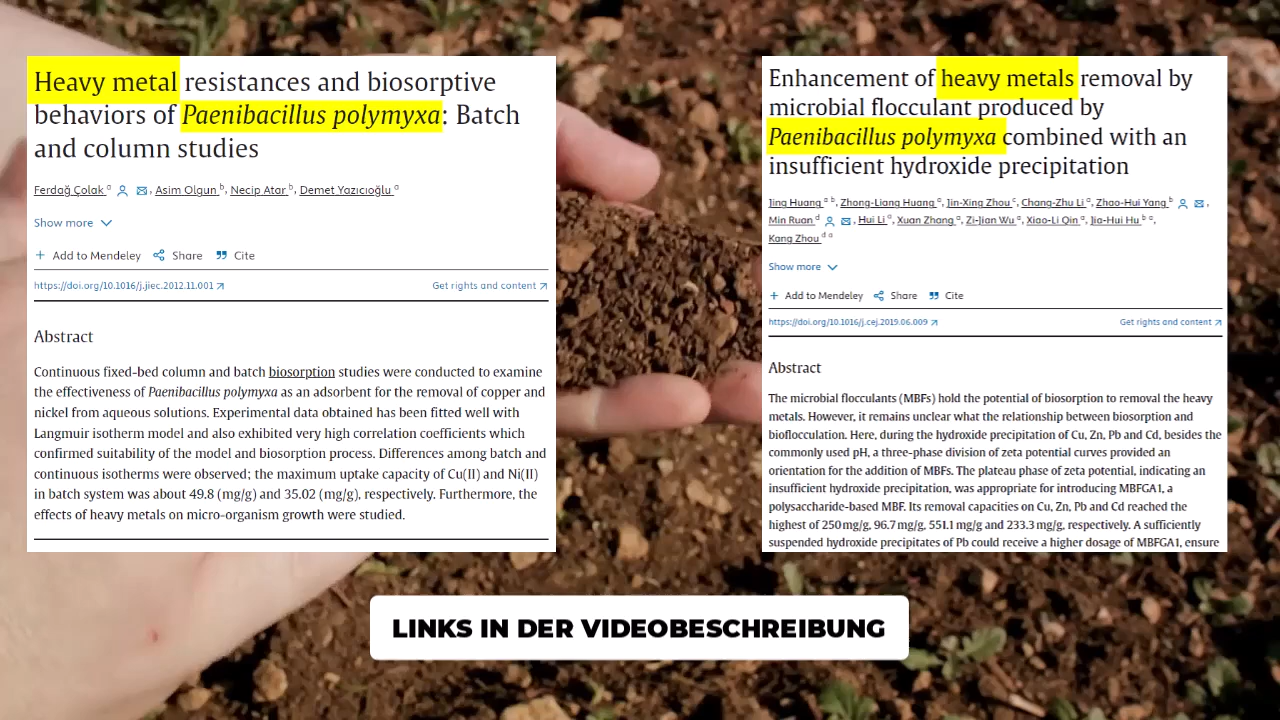 Heavy metal resistances and biosorptive
behaviors of Paenibacillus polymyxa: Batch
and column studies
Ferdağ Çolak a, Asim Olgun b, Necip Atar b, Demet Yazıcıoğlu a
Show more
+ Add to Mendeley Share Cite
https://doi.org/10.1016/j.jiec.2012.11.001 Get rights and content
Abstract
Continuous fixed-bed column and batch biosorption studies were conducted to examine
the effectiveness of Paenibacillus polymyxa as an adsorbent for the removal of copper and
nickel from aqueous solutions. Experimental data obtained has been fitted well with
Langmuir isotherm model and also exhibited very high correlation coefficients which
confirmed suitability of the model and biosorption process. Differences among batch and
continuous isotherms were observed; the maximum uptake capacity of Cu(II) and Ni(II)
in batch system was about 49.8 (mg/g) and 35.02 (mg/g), respectively. Furthermore, the
effects of heavy metals on micro-organism growth were studied.
Enhancement of heavy metals removal by
microbial flocculant produced by
Paenibacillus polymyxa combined with an
insufficient hydroxide precipitation
Jing Huang a b, Zhong-Liang Huang a, Jin-Xing Zhou c, Chang-Zhu Li a, Zhao-Hui Yang b,
Min Ruan d, Hui Li a, Xuan Zhang a, Zi-Jian Wu a, Xiao-Li Qin a, Jia-Hui Hu b a,
Kang Zhou d a
Show more
+ Add to Mendeley Share Cite
https://doi.org/10.1016/j.cej.2019.06.009 Get rights and content
Abstract
The microbial flocculants (MBFs) hold the potential of biosorption to removal the heavy
metals. However, it remains unclear what the relationship between biosorption and
bioflocculation. Here, during the hydroxide precipitation of Cu, Zn, Pb and Cd, besides the
commonly used pH, a three-phase division of zeta potential curves provided an
orientation for the addition of MBFs. The plateau phase of zeta potential, indicating an
insufficient hydroxide precipitation, was appropriate for introducing MBFGA1, a
polysaccharide-based MBF. Its removal capacities on Cu, Zn, Pb and Cd reached the
highest of 250 mg/g, 96.7 mg/g, 551.1 mg/g and 233.3 mg/g, respectively. A sufficiently
suspended hydroxide precipitates of Pb could receive a higher dosage of MBFGA1, ensure
LINKS IN DER VIDEOBESCHREIBUNG